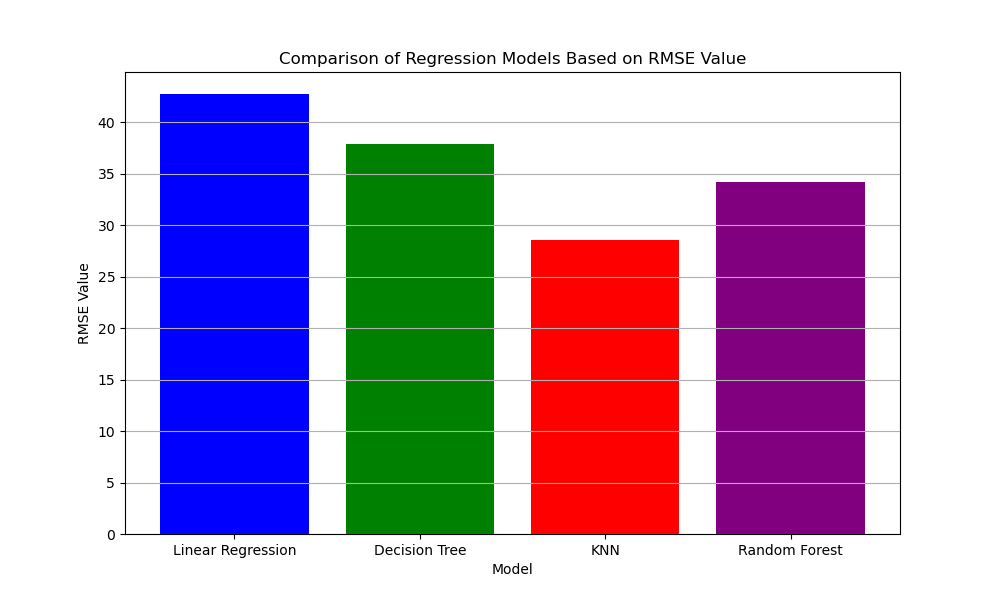 Comparison of Regression Models Based on RMSE Value
RMSE Value
40
35
30
25
20
15
10
5
0
Linear Regression
Decision Tree
KNN
Random Forest
Model